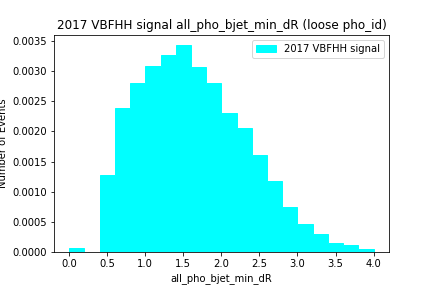 2017 VBFHH signal all_pho_bjet_min_dR (loose pho_id)
2017 VBFHH signal
Number of Events
0.0035
0.0030
0.0025
0.0020
0.0015
0.0010
0.0005
0.0000
0.0 0.5 1.0 1.5 2.0 2.5 3.0 3.5 4.0
all_pho_bjet_min_dR